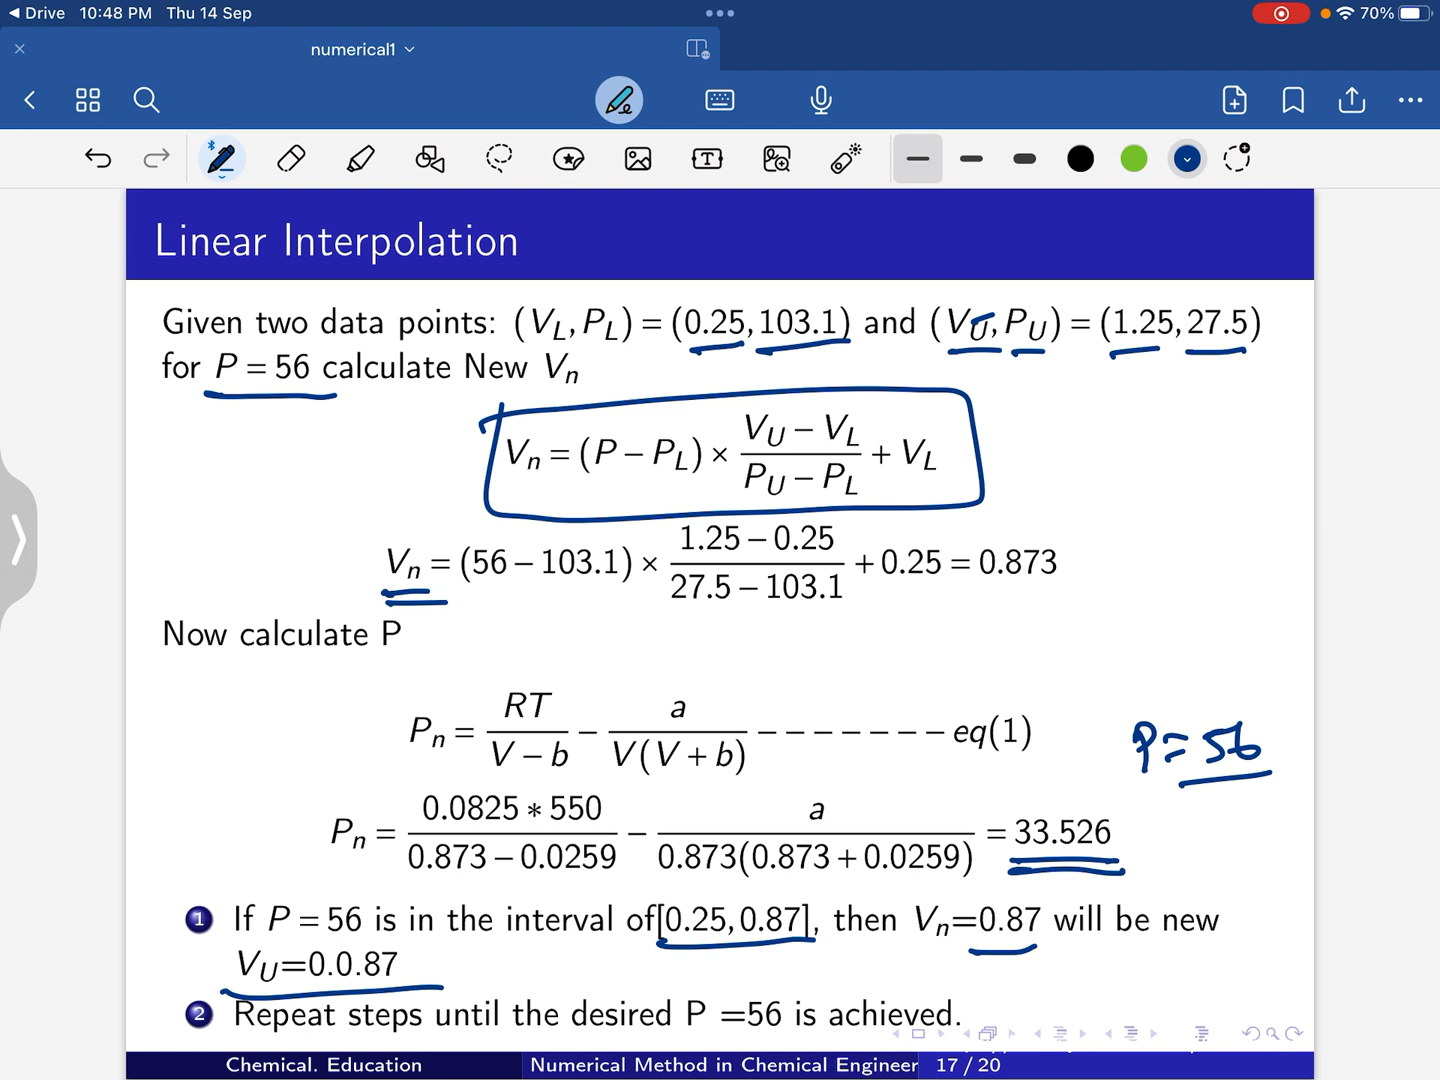 Drive 10:48 PM Thu 14 Sep 70%
numerical1
Linear Interpolation
Given two data points: (V_L, P_L) = (0.25, 103.1) and (V_U, P_U) = (1.25, 27.5)
for P = 56 calculate New V_n
V_n = (P − P_L) × (V_U − V_L)/(P_U − P_L) + V_L
V_n = (56 − 103.1) × (1.25 − 0.25)/(27.5 − 103.1) + 0.25 = 0.873
Now calculate P
P_n = RT/(V − b) − a/(V(V + b)) − − − − − − − eq(1)
P = 56
P_n = (0.0825 ∗ 550)/(0.873 − 0.0259) − a/(0.873(0.873 + 0.0259)) = 33.526
1 If P = 56 is in the interval of[0.25, 0.87], then V_n=0.87 will be new
V_U=0.0.87
2 Repeat steps until the desired P =56 is achieved.
Chemical. Education Numerical Method in Chemical Engineer 17 / 20